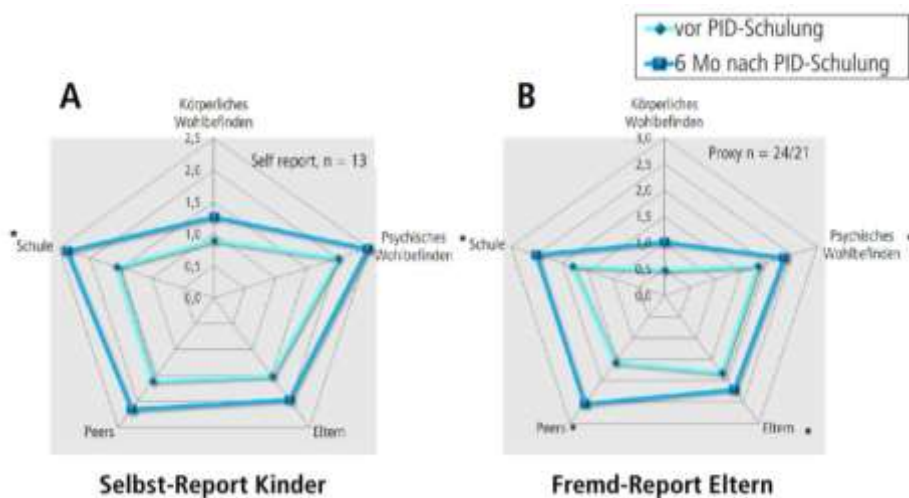 vor PID-Schulung
6 Mo nach PID-Schulung
A
Körperliches
Wohlbefinden
2,5
Self report, n = 13
2,0
1,5
1,0
0,5
0,0
* Schule
Psychisches
Wohlbefinden
Peers
Eltern
Selbst-Report Kinder
B
Körperliches
Wohlbefinden
3,0
Proxy n = 24/21
2,5
2,0
1,5
1,0
0,5
0,0
* Schule
Psychisches
Wohlbefinden
Peers *
Eltern *
Fremd-Report Eltern